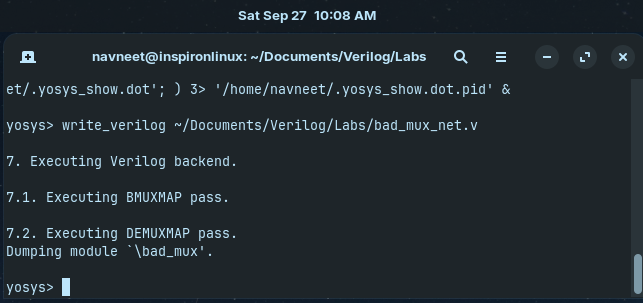 Sat Sep 27 10:08 AM
navneet@inspironlinux: ~/Documents/Verilog/Labs
et/.yosys_show.dot'; ) 3> '/home/navneet/.yosys_show.dot.pid' &
yosys> write_verilog ~/Documents/Verilog/Labs/bad_mux_net.v
7. Executing Verilog backend.
7.1. Executing BMUXMAP pass.
7.2. Executing DEMUXMAP pass.
Dumping module `\bad_mux'.
yosys>